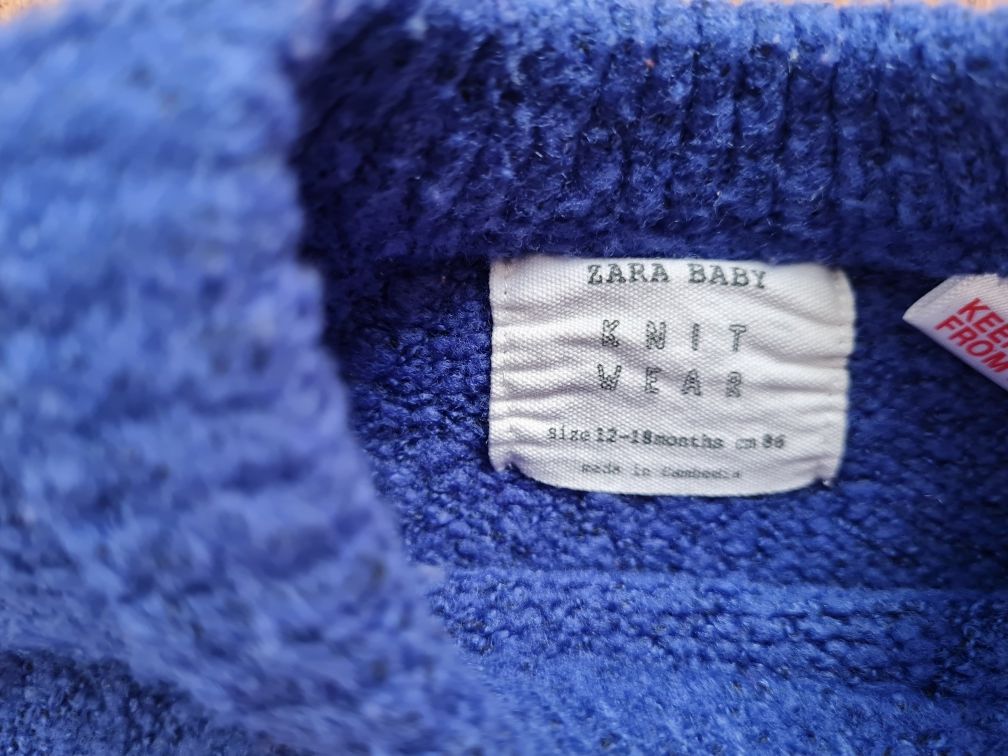 ZARA BABY
KNIT
WEAR
size 12-18months cm 86
made in Cambodia
KEE
FROM